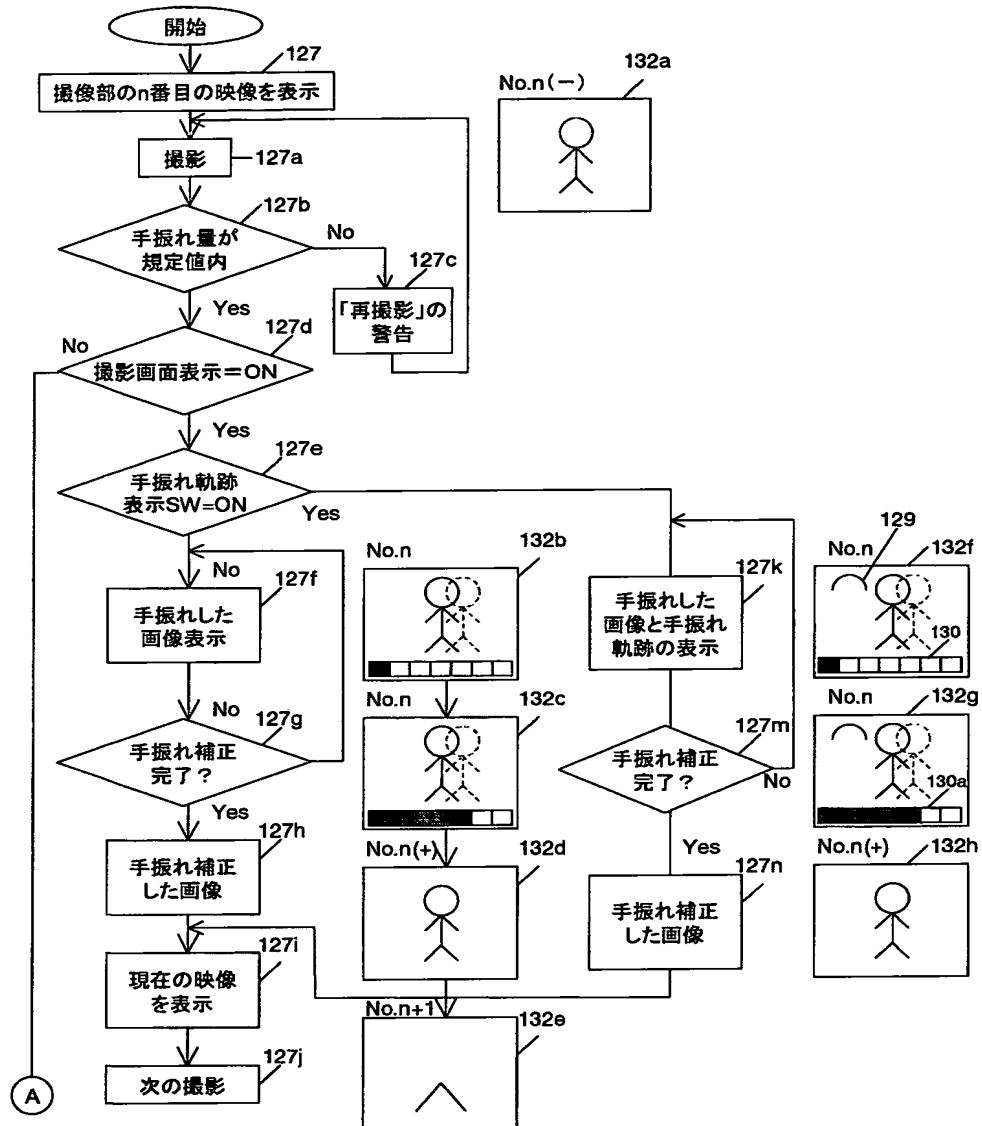 開始
127
撮像部のn番目の映像を表示
132a
No.n(－)
撮影
127a
127b
手振れ量が
規定値内
No
127c
「再撮影」の
警告
Yes
127d
No
撮影画面表示＝ON
Yes
127e
手振れ軌跡
表示SW=ON
Yes
No
127f
手振れした
画像表示
No
127g
手振れ補正
完了？
Yes
127h
手振れ補正
した画像
127i
現在の映像
を表示
127j
次の撮影
A
No.n
132b
No.n
132c
No.n(+)
132d
No.n+1
132e
127k
手振れした
画像と手振れ
軌跡の表示
127m
手振れ補正
完了？
No
Yes
127n
手振れ補正
した画像
129
No.n
132f
130
No.n
132g
130a
No.n(+)
132h